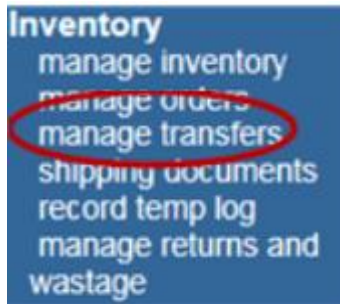 Inventory
manage inventory
manage orders
manage transfers
shipping documents
record temp log
manage returns and
wastage